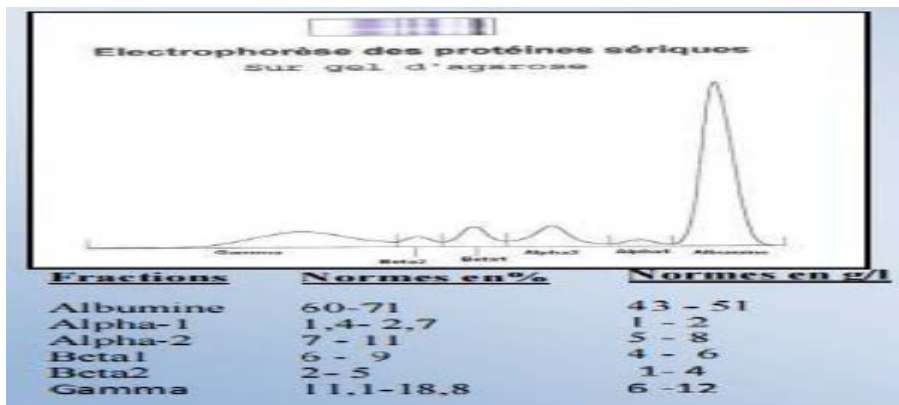 Electrophorèse des protéines sériques
Sur gel d'agarose
Gamma Beta2 Beta1 Alpha2 Alpha1 Albumine
Fractions Normes en% Normes en g/l
Albumine 60-71 43 - 51
Alpha-1 1,4- 2,7 1 - 2
Alpha-2 7 - 11 5 - 8
Beta1 6 - 9 4 - 6
Beta2 2- 5 1- 4
Gamma 11,1-18,8 6 -12